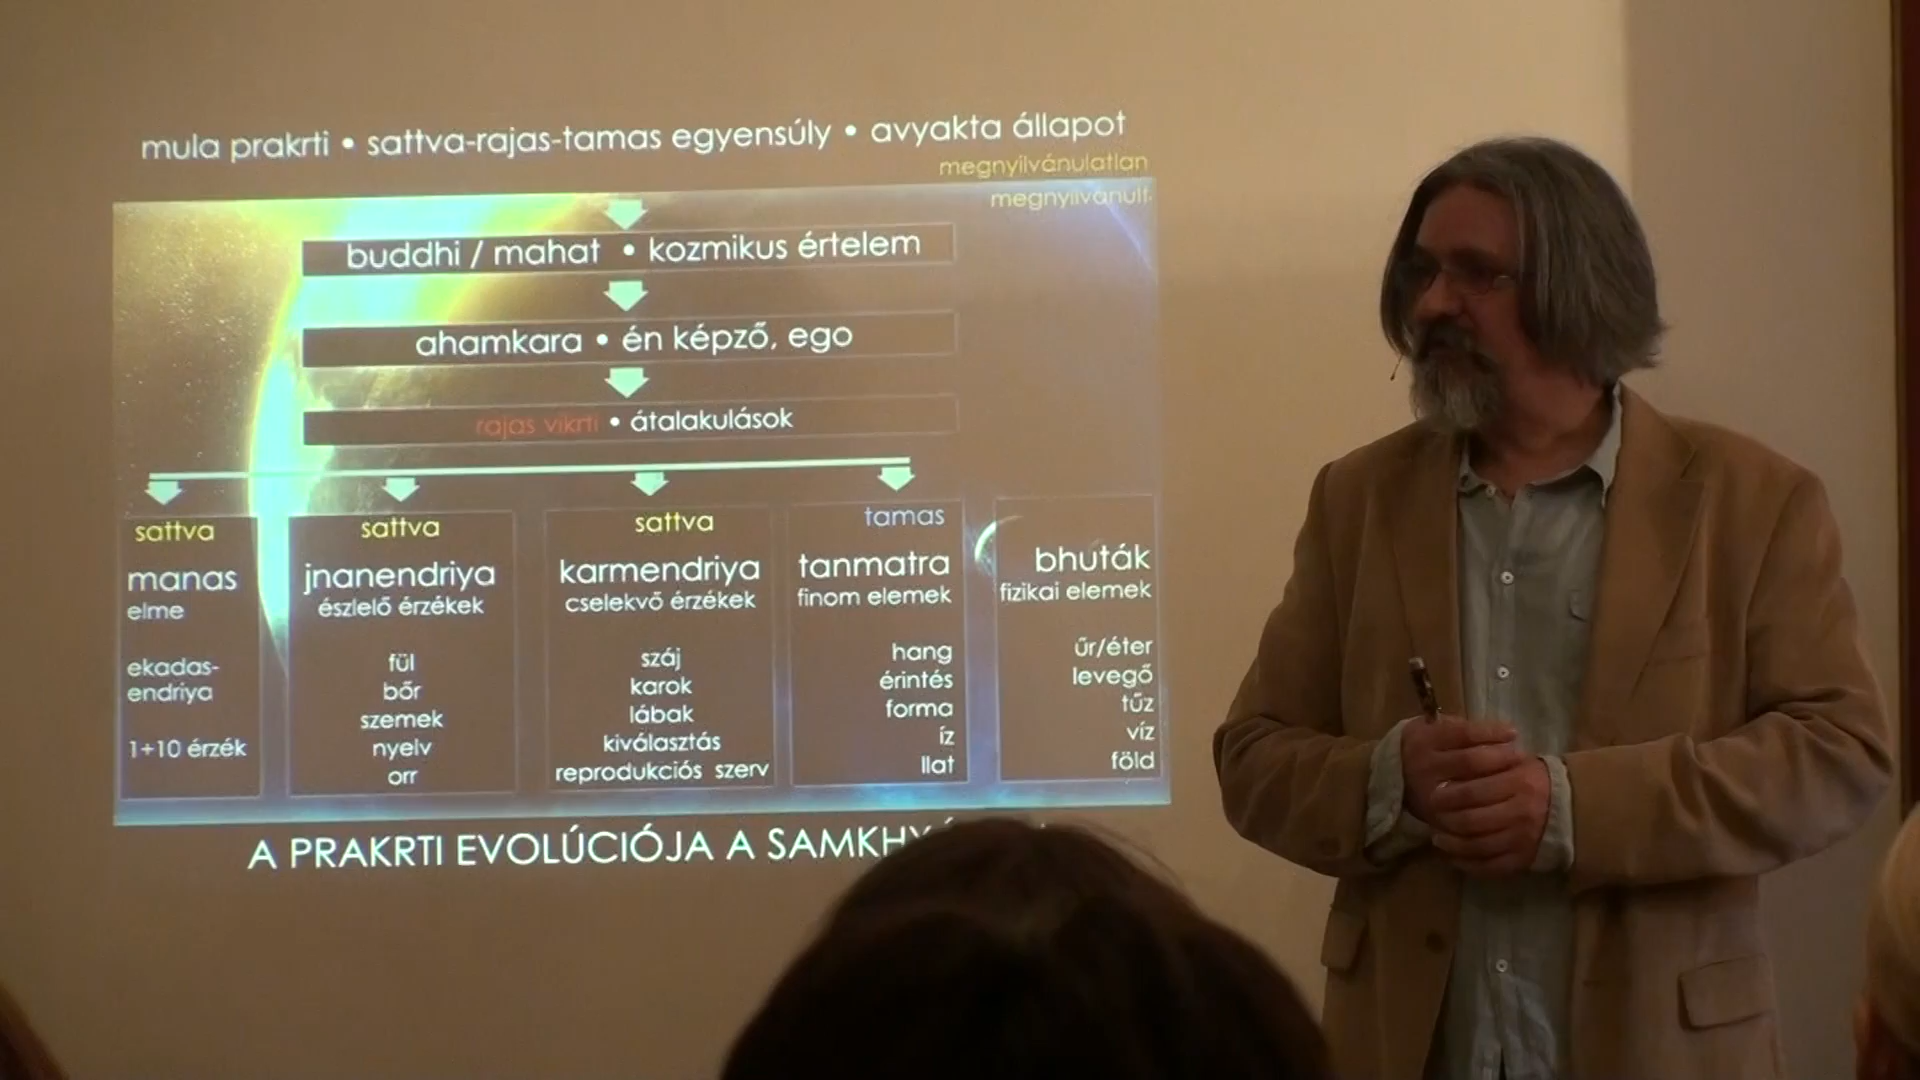 mula prakrti • sattva-rajas-tamas egyensúly • avyakta állapot
megnyilvánulatlan
megnyilvánult
buddhi / mahat • kozmikus értelem
ahamkara • én képző, ego
rajas vikrti • átalakulások
sattva
manas
elme
ekadas-
endriya
1+10 érzék
sattva
jnanendriya
észlelő érzékek
fül
bőr
szemek
nyelv
orr
sattva
karmendriya
cselekvő érzékek
száj
karok
lábak
kiválasztás
reprodukciós szerv
tamas
tanmatra
finom elemek
hang
érintés
forma
íz
llat
bhuták
fizikai elemek
űr/éter
levegő
tűz
víz
föld
A PRAKRTI EVOLÚCIÓJA A